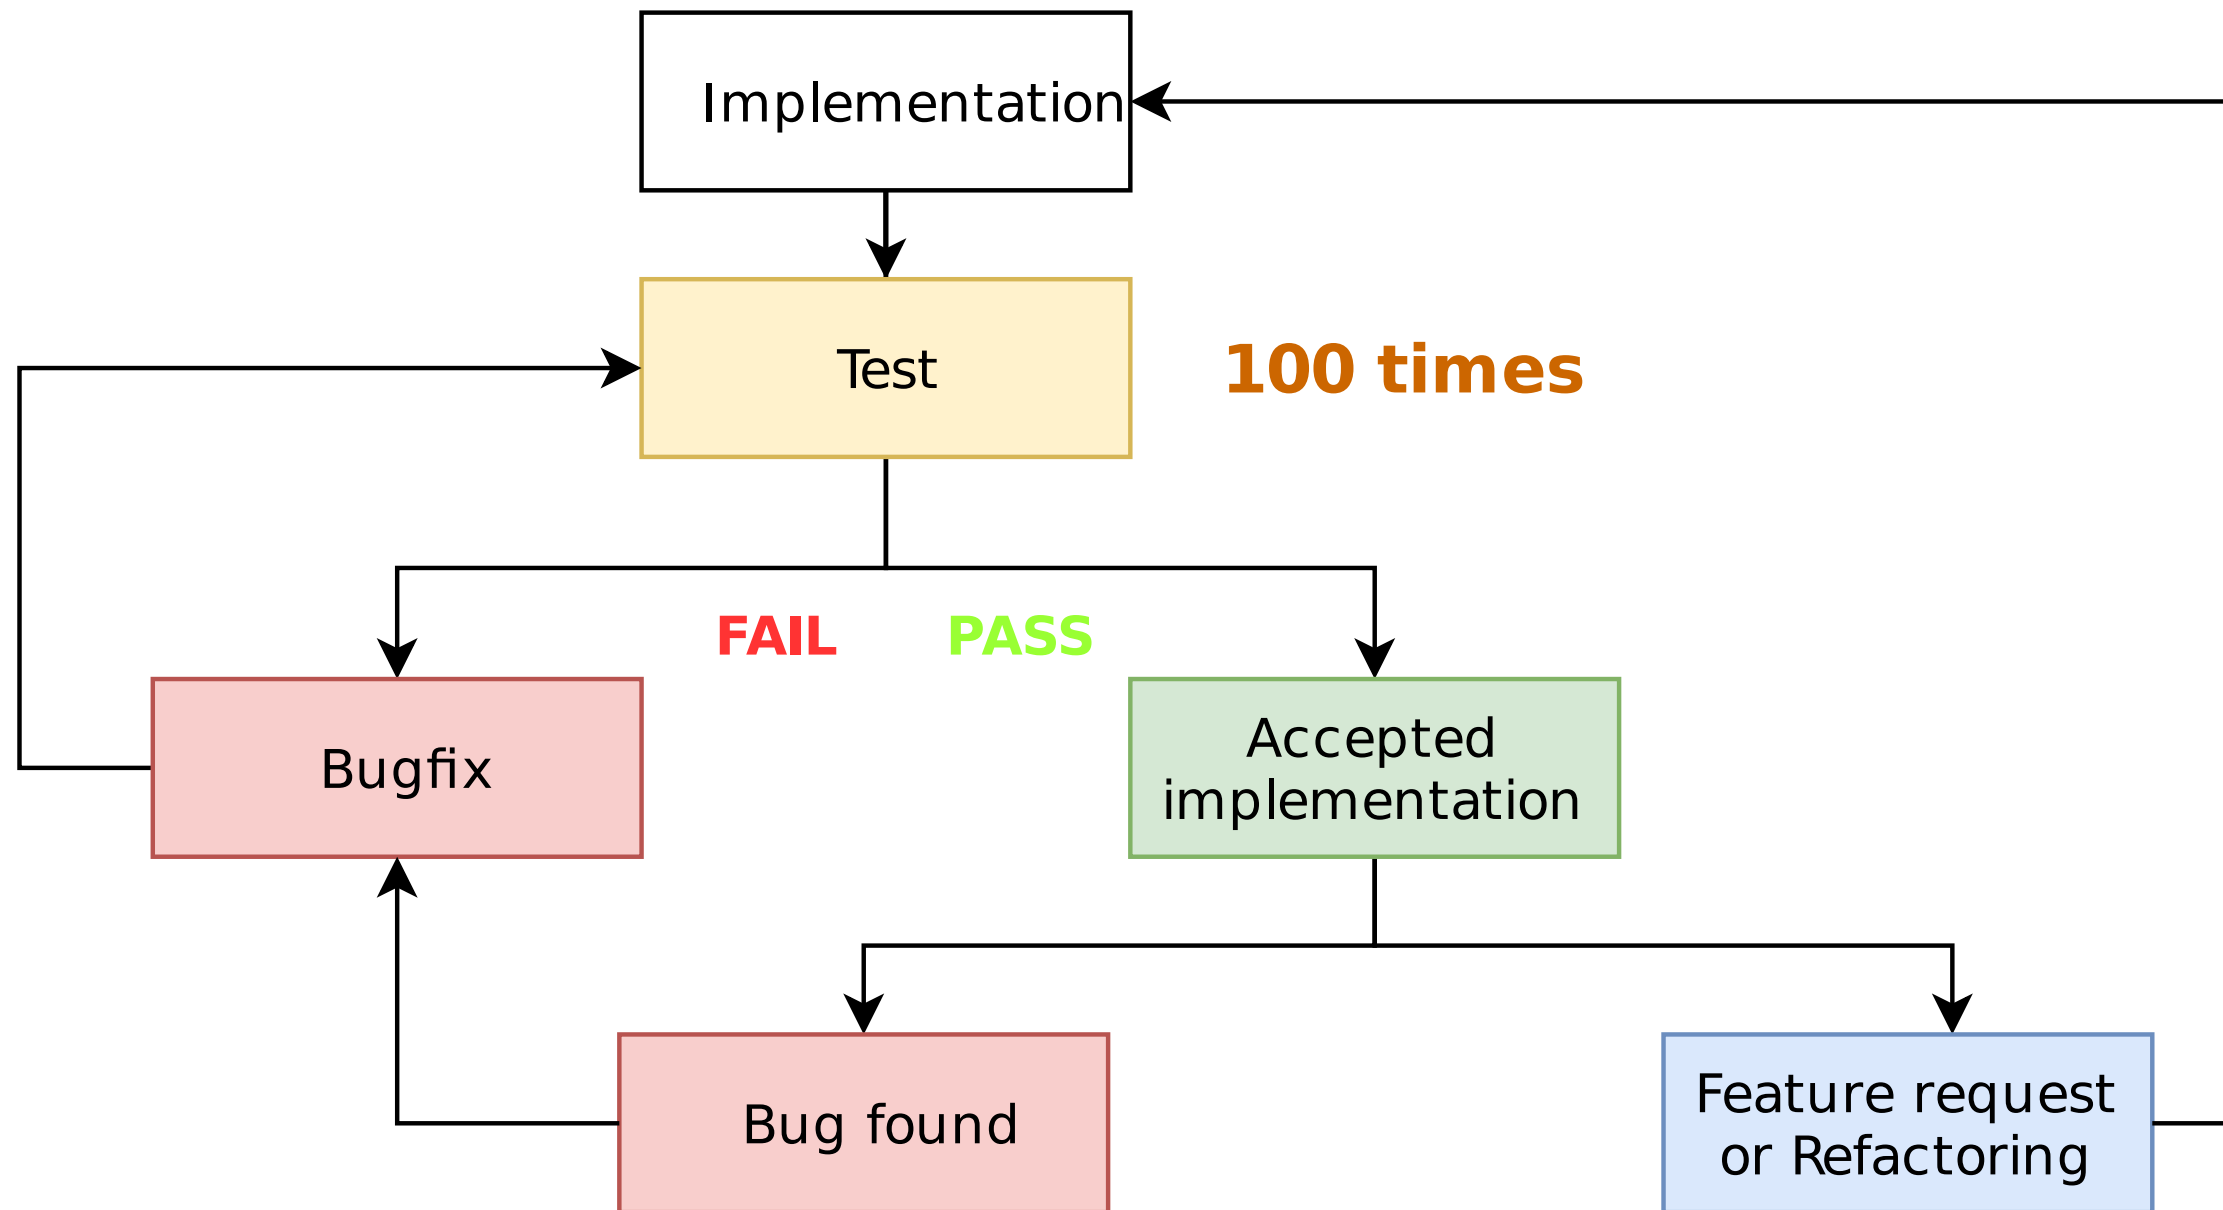 Implementation
Test
100 times
FAIL
PASS
Bugfix
Accepted
implementation
Bug found
Feature request
or Refactoring